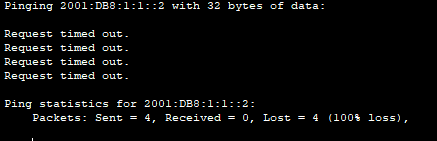 Pinging 2001:DB8:1:1::2 with 32 bytes of data:
Request timed out.
Request timed out.
Request timed out.
Request timed out.
Ping statistics for 2001:DB8:1:1::2:
Packets: Sent = 4, Received = 0, Lost = 4 (100% loss),